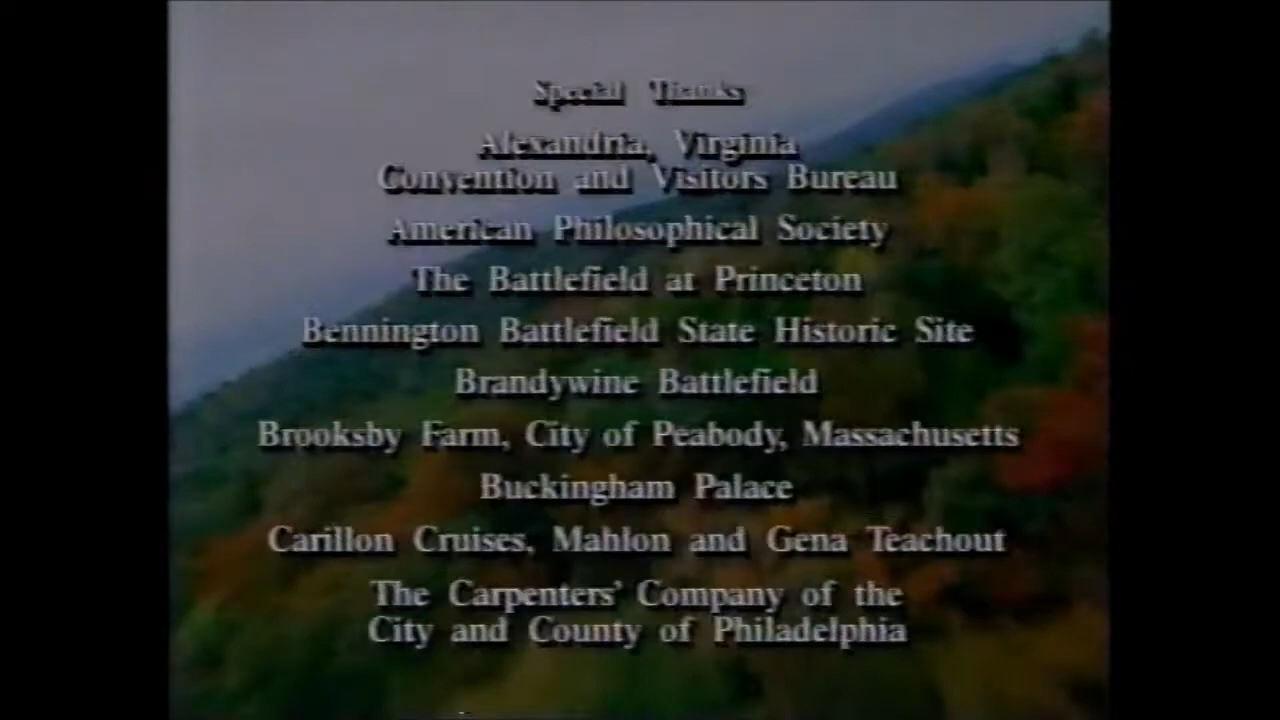 Special Thanks
Alexandria, Virginia
Convention and Visitors Bureau
American Philosophical Society
The Battlefield at Princeton
Bennington Battlefield State Historic Site
Brandywine Battlefield
Brooksby Farm, City of Peabody, Massachusetts
Buckingham Palace
Carillon Cruises, Mahlon and Gena Teachout
The Carpenters' Company of the
City and County of Philadelphia